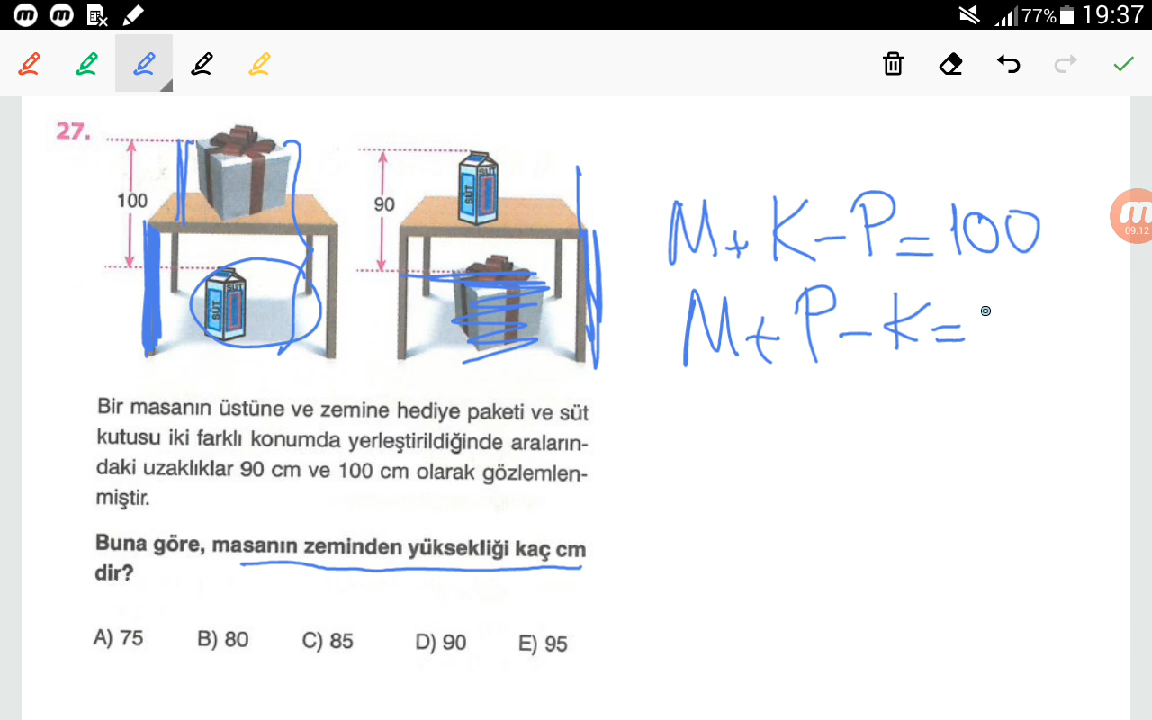 77% 19:37
27.
100
90
SÜT
SÜT
SÜT
SÜT
M+K-P=100
M+P-K=
09.12
Bir masanın üstüne ve zemine hediye paketi ve süt
kutusu iki farklı konumda yerleştirildiğinde araların-
daki uzaklıklar 90 cm ve 100 cm olarak gözlemlen-
miştir.
Buna göre, masanın zeminden yüksekliği kaç cm
dir?
A) 75 B) 80 C) 85 D) 90 E) 95